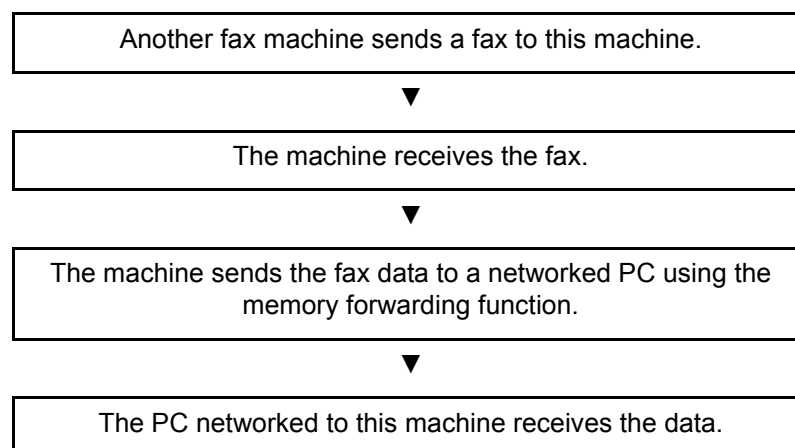 Another fax machine sends a fax to this machine.
▼
The machine receives the fax.
▼
The machine sends the fax data to a networked PC using the
memory forwarding function.
▼
The PC networked to this machine receives the data.